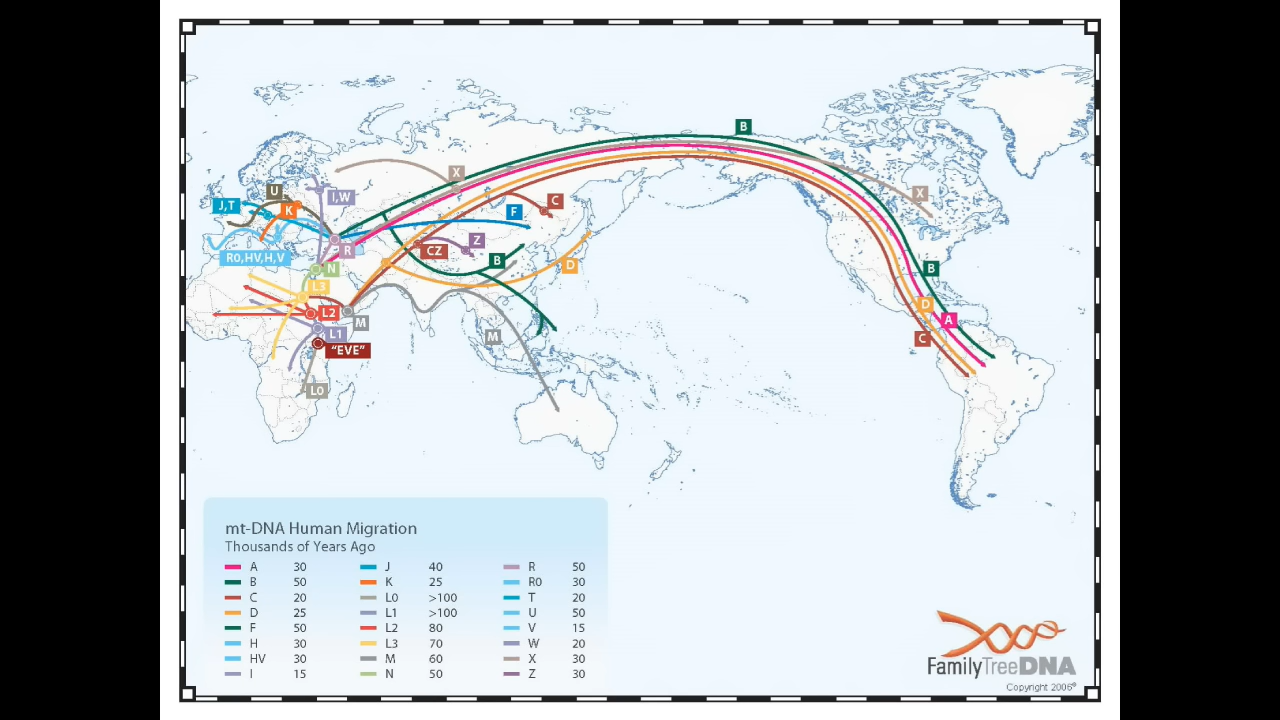 B
X
X
U
I,W
J,T
K
C
F
R
CZ
Z
R0,HV,H,V
B
N
D
B
L3
D
L2
M
A
L1
M
C
"EVE"
L0
mt-DNA Human Migration
Thousands of Years Ago
A 30 J 40 R 50
B 50 K 25 R0 30
C 20 L0 >100 T 20
D 25 L1 >100 U 50
F 50 L2 80 V 15
H 30 L3 70 W 20
HV 30 M 60 X 30
I 15 N 50 Z 30
FamilyTreeDNA
Copyright 2006®